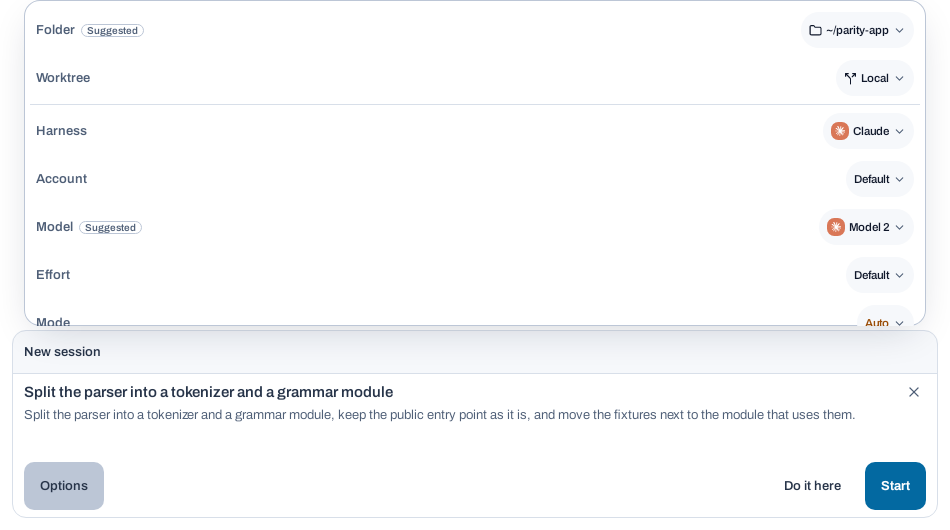 Folder Suggested ~/parity-app
Worktree Local
Harness Claude
Account Default
Model Suggested Model 2
Effort Default
Mode Auto
New session
Split the parser into a tokenizer and a grammar module
Split the parser into a tokenizer and a grammar module, keep the public entry point as it is, and move the fixtures next to the module that uses them.
Options Do it here Start